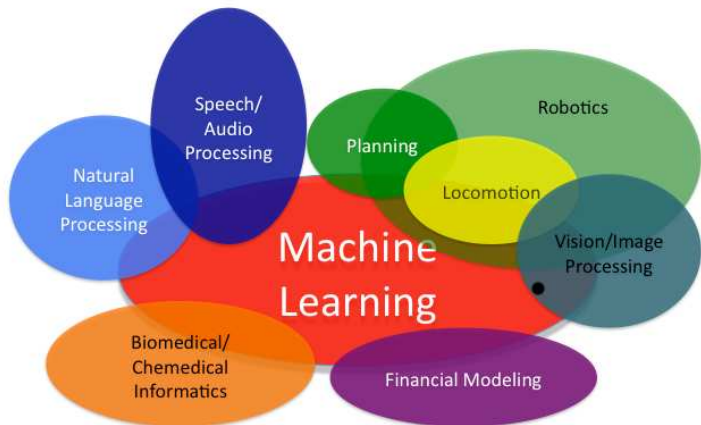 Speech/
Audio
Processing
Robotics
Planning
Natural
Language
Processing
Locomotion
Machine
Learning
Vision/Image
Processing
Biomedical/
Chemedical
Informatics
Financial Modeling